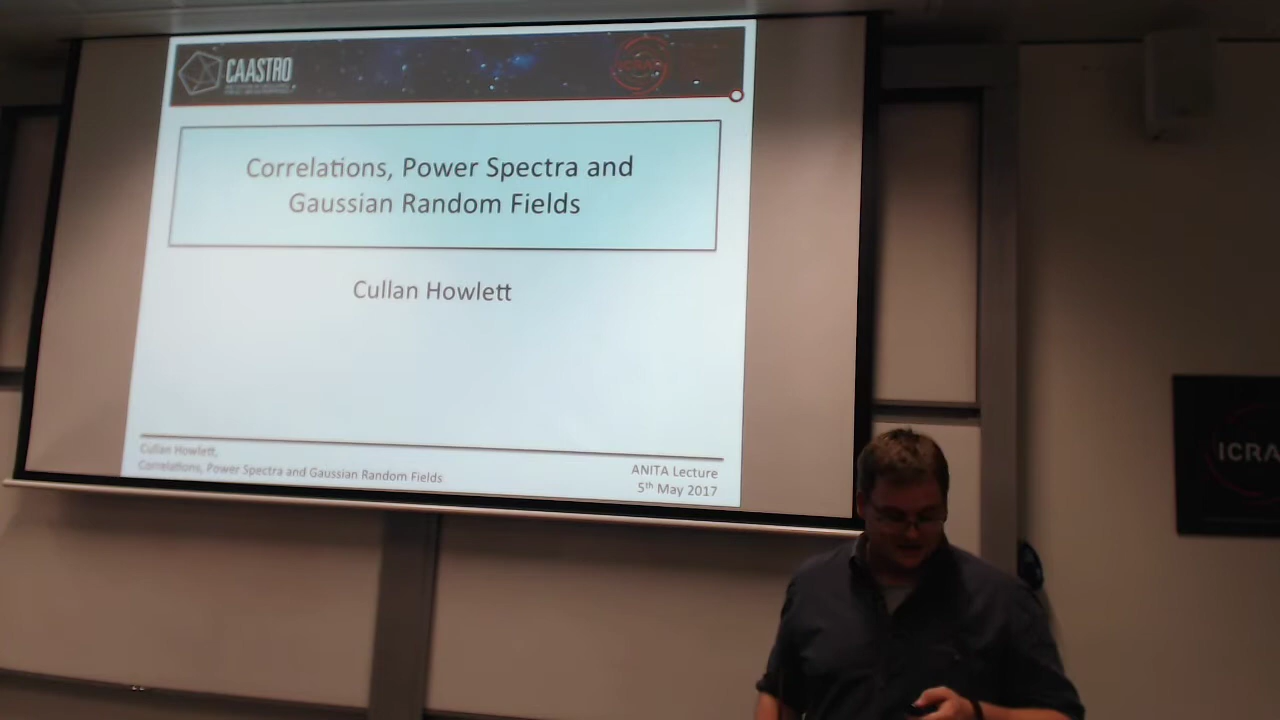 CAASTRO
Correlations, Power Spectra and
Gaussian Random Fields
Cullan Howlett
Cullan Howlett,
Correlations, Power Spectra and Gaussian Random Fields
ANITA Lecture
5th May 2017
ICRA